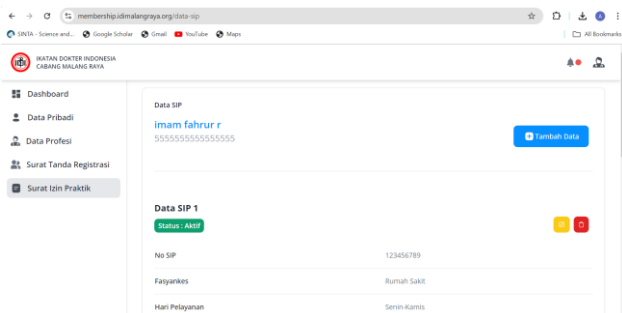 membership.idimalangraya.org/data-sip
SINTA - Science and... Google Scholar Gmail YouTube Maps All Bookmarks
IKATAN DOKTER INDONESIA
CABANG MALANG RAYA
Dashboard
Data Pribadi
Data Profesi
Surat Tanda Registrasi
Surat Izin Praktik
Data SIP
imam fahrur r
5555555555555555
Tambah Data
Data SIP 1
Status : Aktif
No SIP 123456789
Fasyankes Rumah Sakit
Hari Pelayanan Senin-Kamis